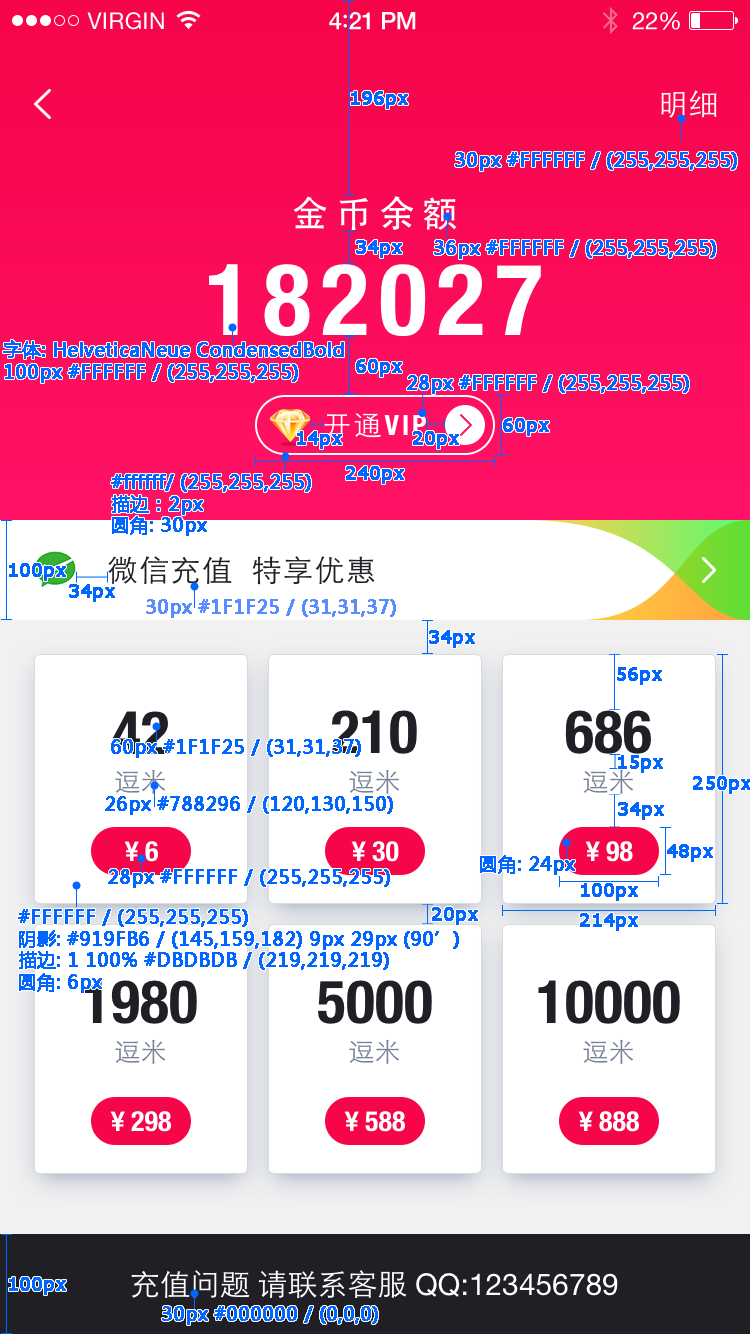 VIRGIN 4:21 PM 22%
196px
明细
30px #FFFFFF / (255,255,255)
金币余额
34px 36px #FFFFFF / (255,255,255)
182027
字体: HelveticaNeue CondensedBold
100px #FFFFFF / (255,255,255)
60px
28px #FFFFFF / (255,255,255)
开通VIP 60px
14px 20px
240px
#ffffff/ (255,255,255)
描边：2px
圆角: 30px
100px 微信充值 特享优惠
34px
30px #1F1F25 / (31,31,37)
34px
56px
42 210 686
60px #1F1F25 / (31,31,37)
15px
逗米 逗米 逗米 250px
26px #788296 / (120,130,150) 34px
¥ 6 ¥ 30 ¥ 98 48px
圆角: 24px
28px #FFFFFF / (255,255,255)
100px
#FFFFFF / (255,255,255) 20px 214px
阴影: #919FB6 / (145,159,182) 9px 29px (90′)
描边: 1 100% #DBDBDB / (219,219,219)
圆角: 6px
1980 5000 10000
逗米 逗米 逗米
¥ 298 ¥ 588 ¥ 888
100px 充值问题 请联系客服 QQ:123456789
30px #000000 / (0,0,0)